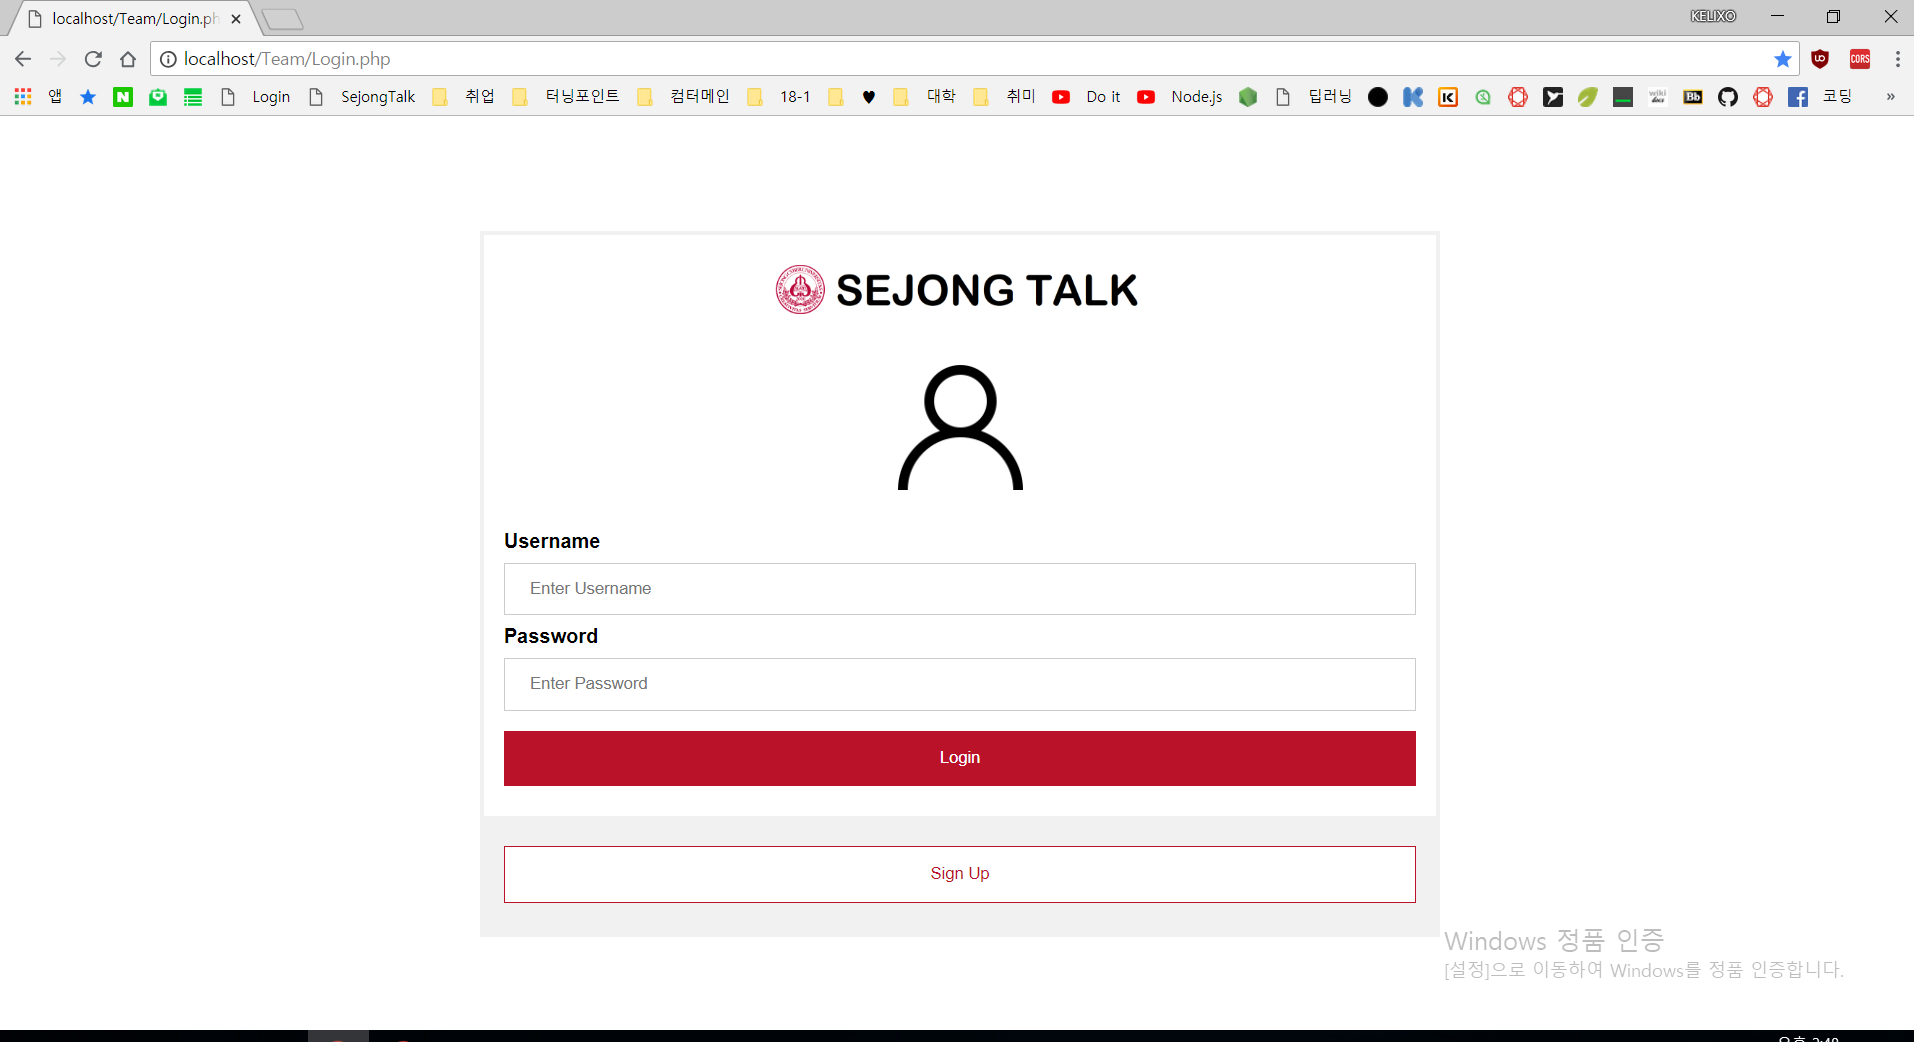 localhost/Team/Login.ph
KELIXO
localhost/Team/Login.php
앱 N Login SejongTalk 취업 터닝포인트 컴터메인 18-1 대학 취미 Do it Node.js 딥러닝 K wiki docs Bb 코딩 »
CORS
SEJONG TALK
Username
Enter Username
Password
Enter Password
Login
Sign Up
Windows 정품 인증
[설정]으로 이동하여 Windows를 정품 인증합니다.